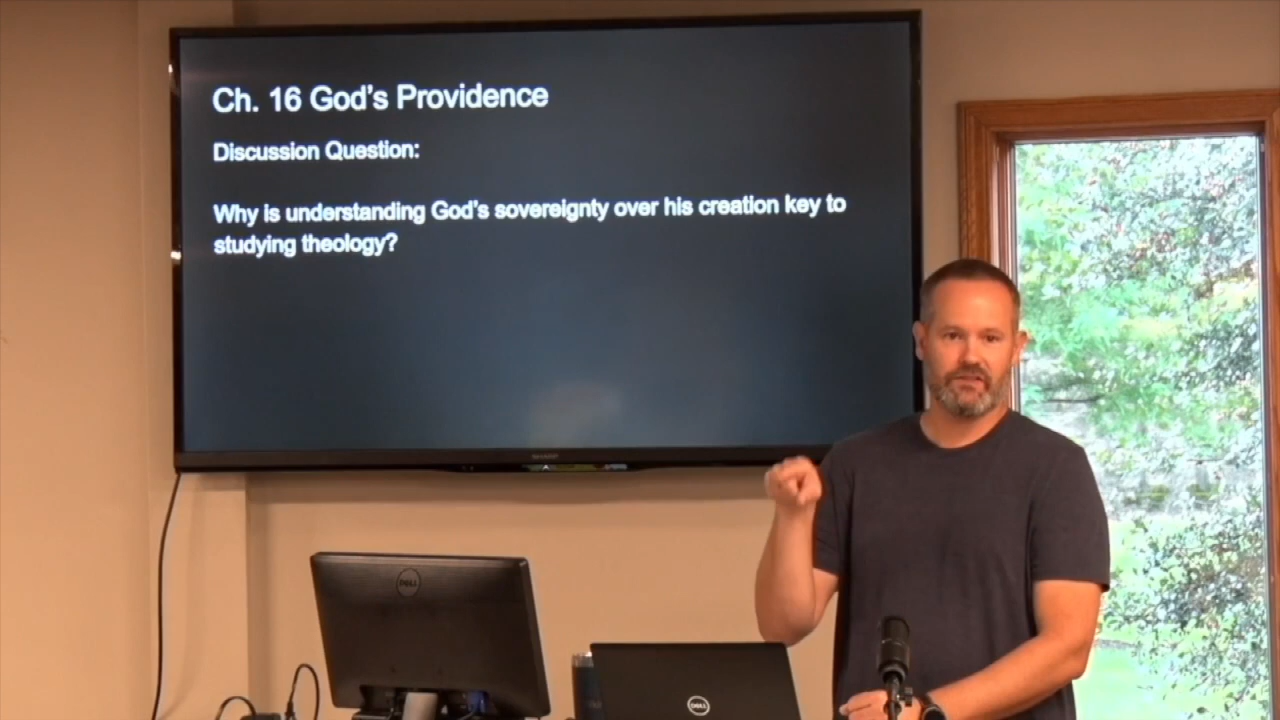 Ch. 16 God's Providence
Discussion Question:
Why is understanding God's sovereignty over his creation key to
studying theology?
SHARP
DELL
DELL